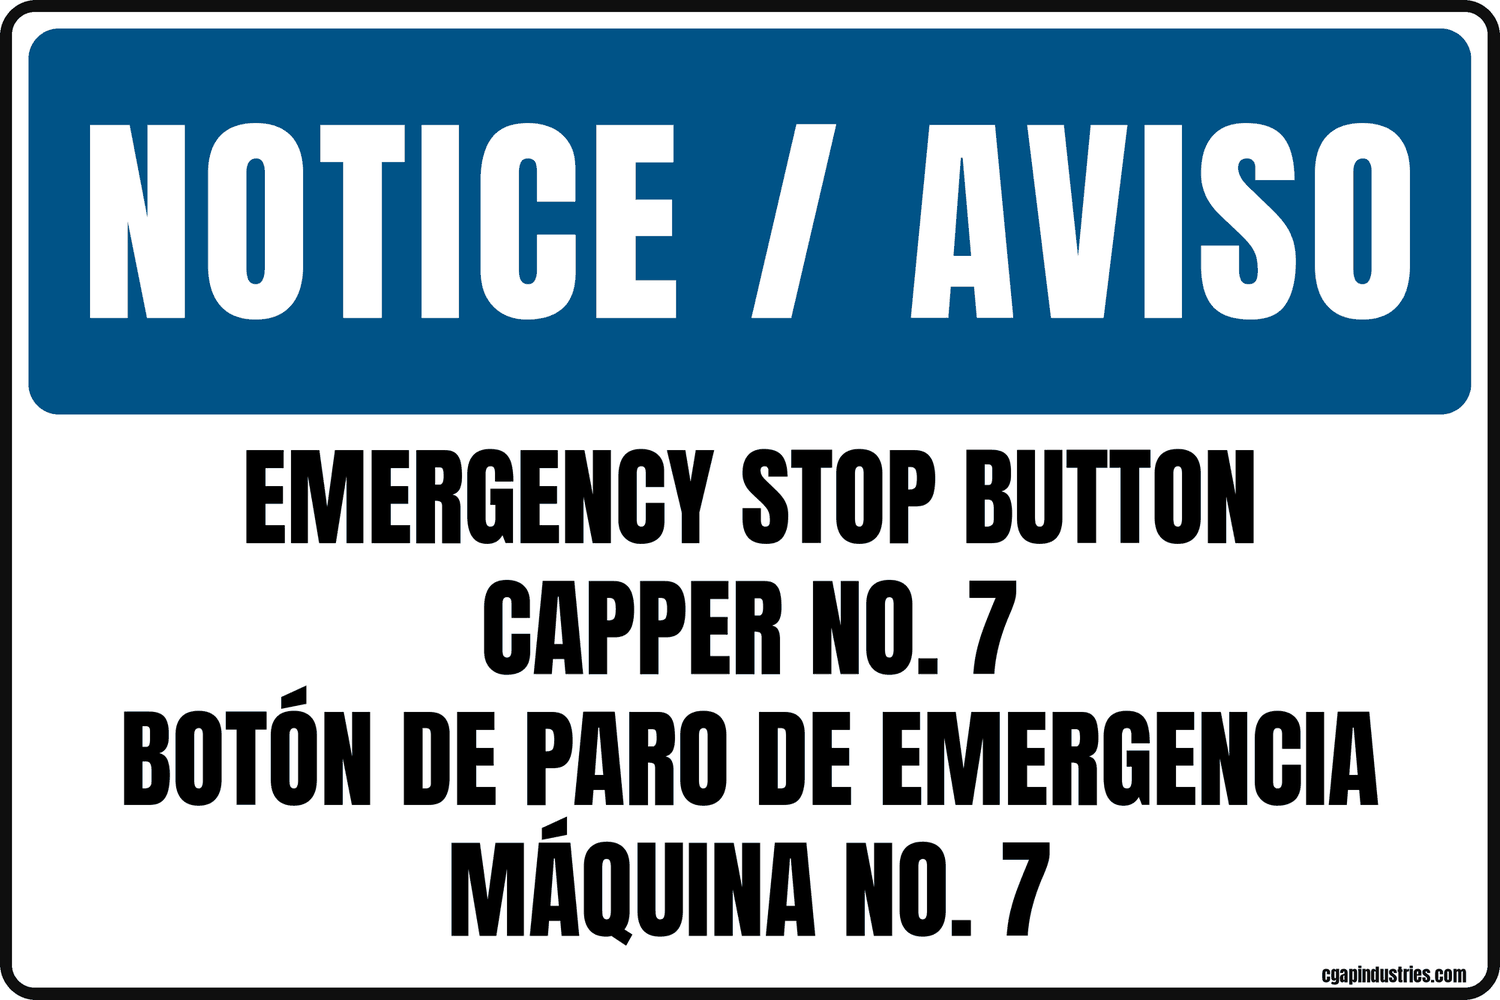 NOTICE / AVISO
EMERGENCY STOP BUTTON
CAPPER NO. 7
BOTÓN DE PARO DE EMERGENCIA
MÁQUINA NO. 7
cgapindustries.com